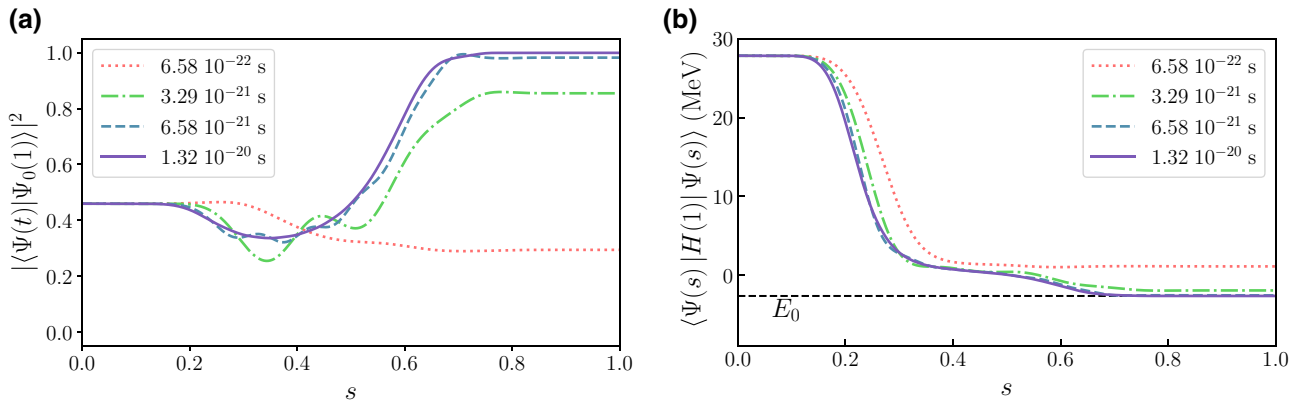 (a)
|⟨Ψ(t)|Ψ₀(1)⟩|²
1.0
0.8
0.6
0.4
0.2
0.0
6.58 10⁻²² s
3.29 10⁻²¹ s
6.58 10⁻²¹ s
1.32 10⁻²⁰ s
0.0 0.2 0.4 0.6 0.8 1.0
s
(b)
⟨Ψ(s)|H(1)|Ψ(s)⟩ (MeV)
30
20
10
0
6.58 10⁻²² s
3.29 10⁻²¹ s
6.58 10⁻²¹ s
1.32 10⁻²⁰ s
E₀
0.0 0.2 0.4 0.6 0.8 1.0
s